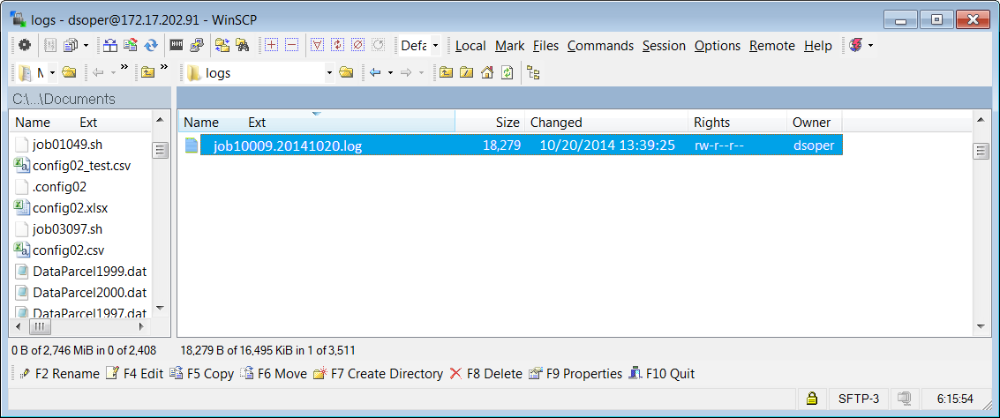 logs - dsoper@172.17.202.91 - WinSCP
Defa Local Mark Files Commands Session Options Remote Help
logs
C:\...\Documents
Name Ext
job01049.sh
config02_test.csv
.config02
config02.xlsx
job03097.sh
config02.csv
DataParcel1999.dat
DataParcel2000.dat
DataParcel1997.dat
Name Ext Size Changed Rights Owner
job10009.20141020.log 18,279 10/20/2014 13:39:25 rw-r--r-- dsoper
0 B of 2,746 MiB in 0 of 2,408
18,279 B of 16,495 KiB in 1 of 3,511
F2 Rename F4 Edit F5 Copy F6 Move F7 Create Directory F8 Delete F9 Properties F10 Quit
SFTP-3 6:15:54